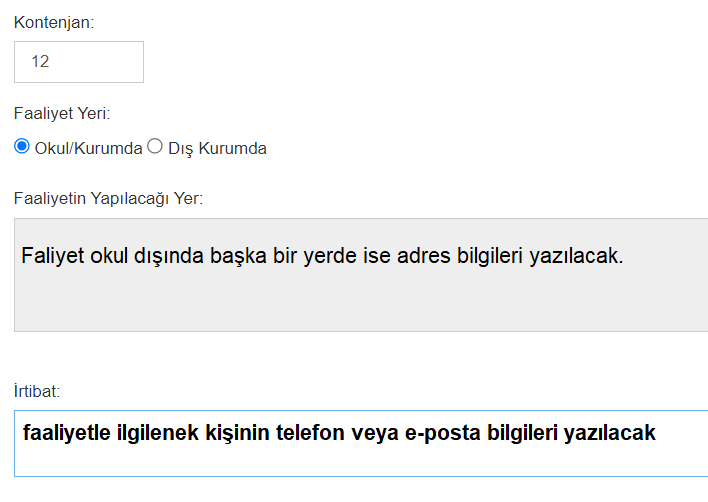 Kontenjan:
12
Faaliyet Yeri:
Okul/Kurumda Dış Kurumda
Faaliyetin Yapılacağı Yer:
Faliyet okul dışında başka bir yerde ise adres bilgileri yazılacak.
İrtibat:
faaliyetle ilgilenek kişinin telefon veya e-posta bilgileri yazılacak